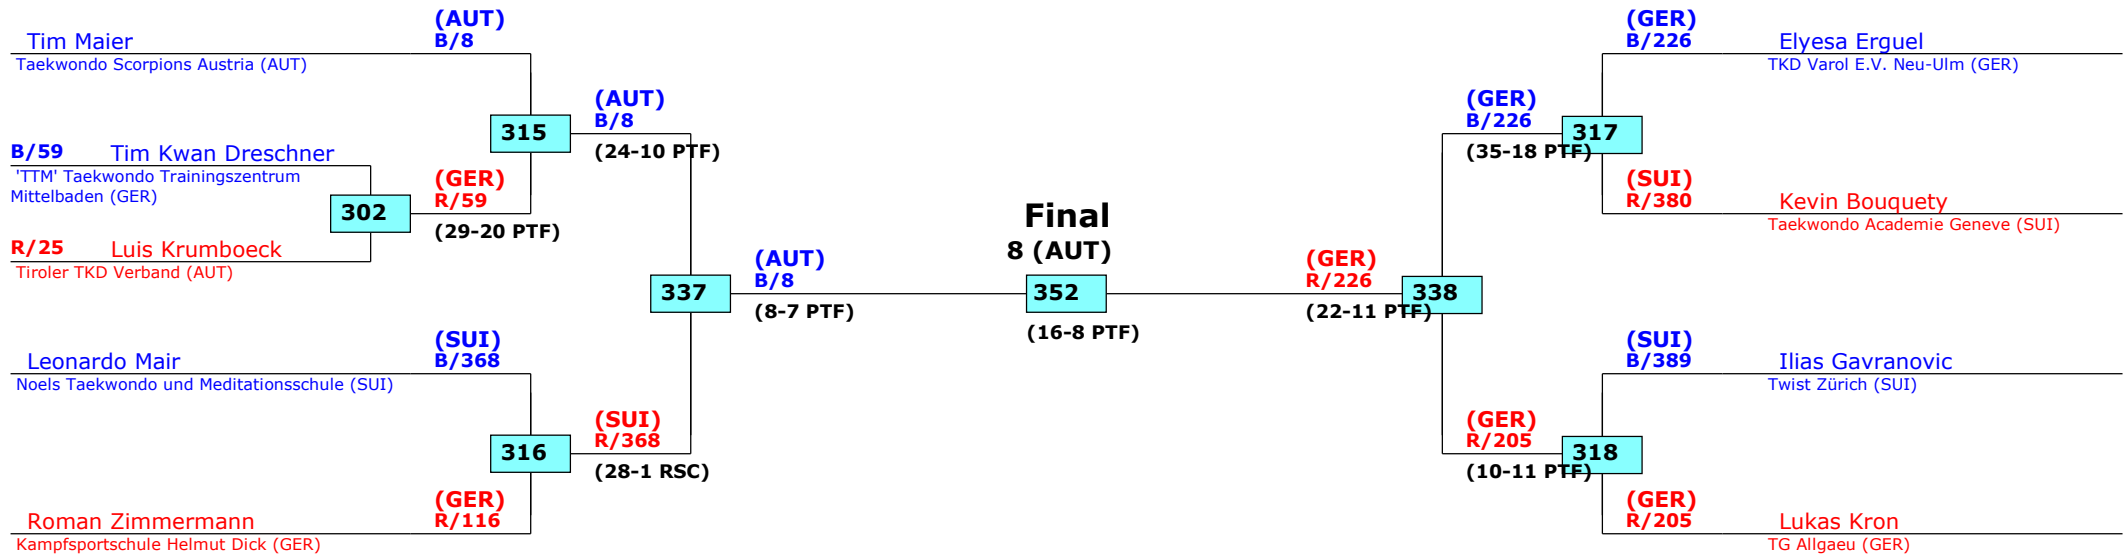 (AUT)
Tim Maier
B/8
Taekwondo Scorpions Austria (AUT)
315
(AUT)
B/8
(24-10 PTF)
B/59 Tim Kwan Dreschner
'TTM' Taekwondo Trainingszentrum
Mittelbaden (GER)
302
(GER)
R/59
(29-20 PTF)
R/25 Luis Krumboeck
Tiroler TKD Verband (AUT)
337
(AUT)
B/8
(8-7 PTF)
(SUI)
Leonardo Mair
B/368
Noels Taekwondo und Meditationsschule (SUI)
316
(SUI)
R/368
(28-1 RSC)
(GER)
Roman Zimmermann
R/116
Kampfsportschule Helmut Dick (GER)
Final
8 (AUT)
352
(16-8 PTF)
(GER)
R/226
(22-11 PTF)
338
(GER)
B/226
(35-18 PTF)
317
(GER)
B/226
Elyesa Erguel
TKD Varol E.V. Neu-Ulm (GER)
(SUI)
R/380
Kevin Bouquety
Taekwondo Academie Geneve (SUI)
(GER)
R/205
(10-11 PTF)
318
(SUI)
B/389
Ilias Gavranovic
Twist Zürich (SUI)
(GER)
R/205
Lukas Kron
TG Allgaeu (GER)